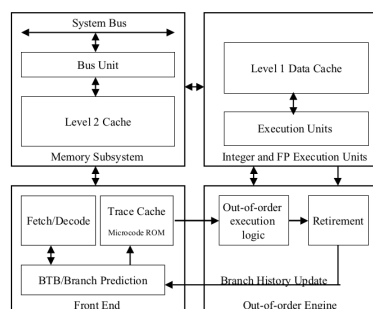 System Bus
Bus Unit
Level 2 Cache
Memory Subsystem
Level 1 Data Cache
Execution Units
Integer and FP Execution Units
Fetch/Decode
Trace Cache
Microcode ROM
BTB/Branch Prediction
Front End
Out-of-order
execution
logic
Retirement
Branch History Update
Out-of-order Engine